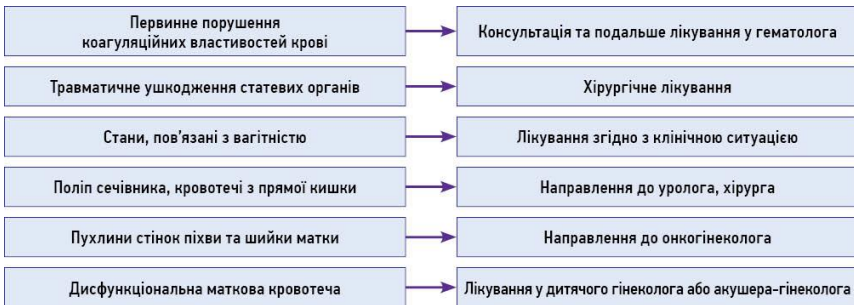 Первинне порушення
коагуляційних властивостей крові
Консультація та подальше лікування у гематолога
Травматичне ушкодження статевих органів
Хірургічне лікування
Стани, пов’язані з вагітністю
Лікування згідно з клінічною ситуацією
Поліп сечівника, кровотечі з прямої кишки
Направлення до уролога, хірурга
Пухлини стінок піхви та шийки матки
Направлення до онкогінеколога
Дисфункціональна маткова кровотеча
Лікування у дитячого гінеколога або акушера-гінеколога